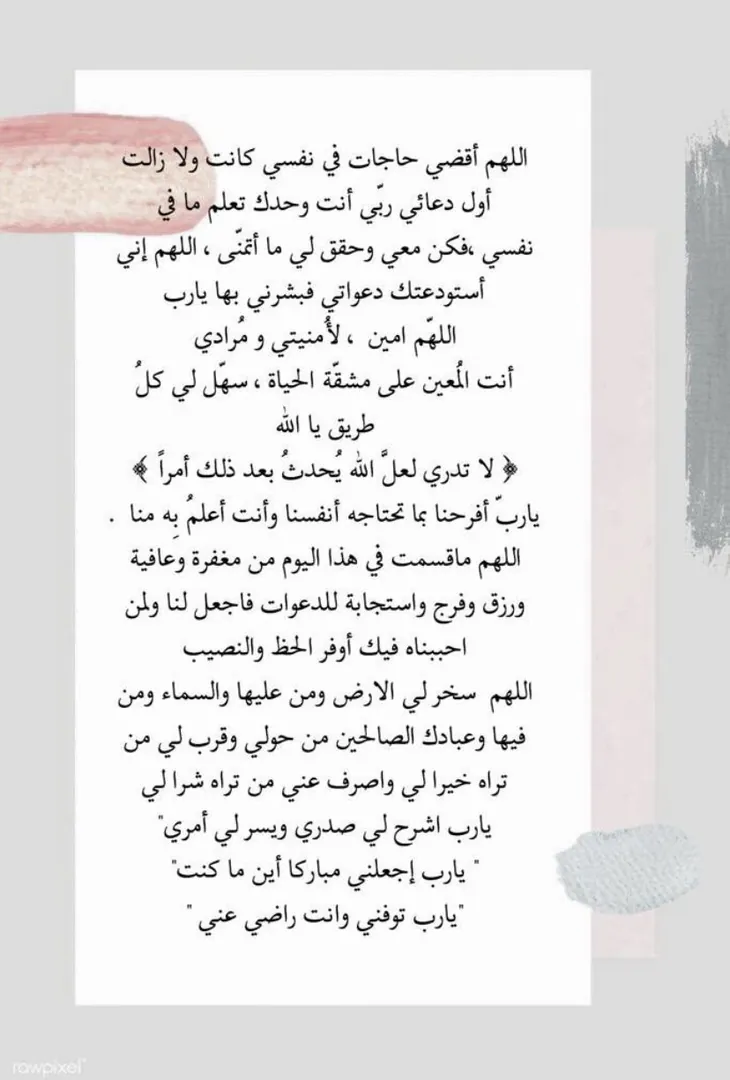 اللهم أقضي حاجات في نفسي كانت ولا زالت
أول دعائي ربّي أنت وحدك تعلم ما في
نفسي ،فكن معي وحقق لي ما أتمنّى ، اللهم إني
أستودعتك دعواتي فبشرني بها يارب
اللهّم امين ، لأُمنيتي و مُرادي
أنت المُعين على مشقّة الحياة ، سهّل لي كلُ
طريق يا الله
﴿ لا تدري لعلَّ الله يُحدثُ بعد ذلك أمراً ﴾
ياربّ أفرحنا بما تحتاجه أنفسنا وأنت أعلمُ بِه منا .
اللهم ماقسمت في هذا اليوم من مغفرة وعافية
ورزق وفرج واستجابة للدعوات فاجعل لنا ولمن
احببناه فيك أوفر الحظ والنصيب
اللهم سخر لي الارض ومن عليها والسماء ومن
فيها وعبادك الصالحين من حولي وقرب لي من
تراه خيرا لي واصرف عني من تراه شرا لي
يارب اشرح لي صدري ويسر لي أمري"
" يارب إجعلني مباركا أين ما كنت"
"يارب توفني وانت راضي عني "
rawpixel